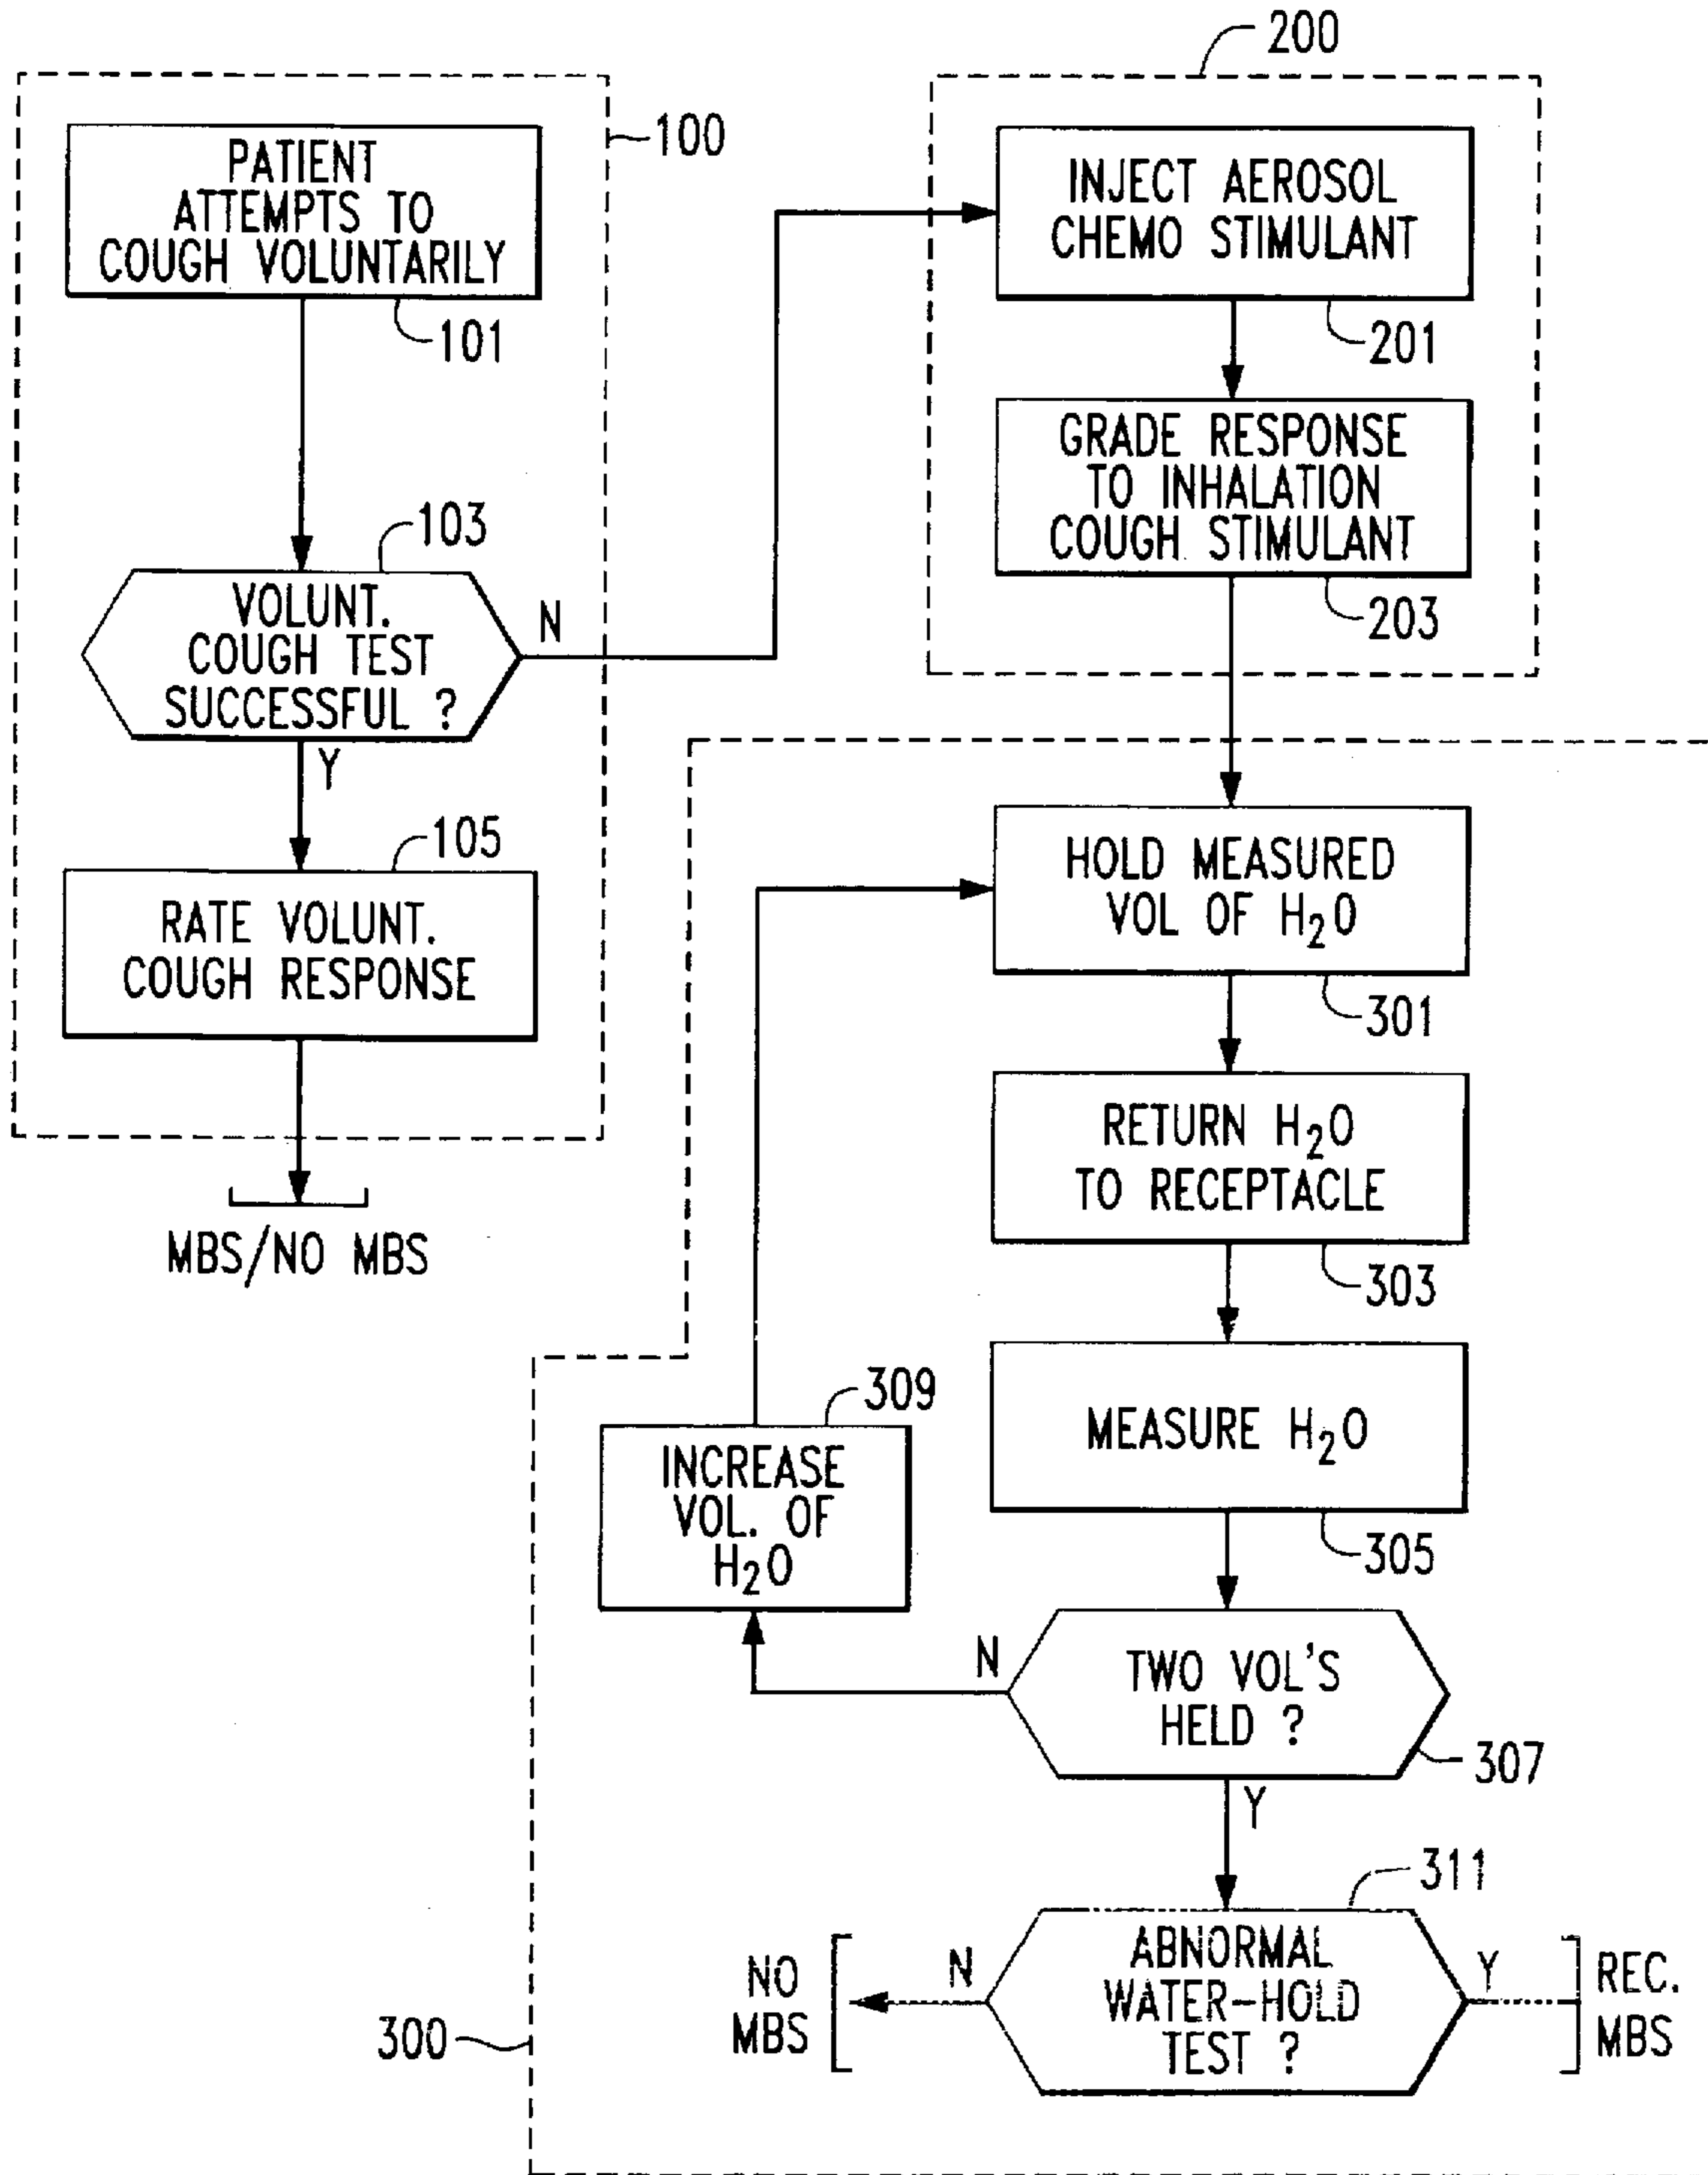 200
100
PATIENT
ATTEMPTS TO
COUGH VOLUNTARILY
101
103
VOLUNT.
COUGH TEST
SUCCESSFUL ?
N
Y
105
RATE VOLUNT.
COUGH RESPONSE
MBS/NO MBS
INJECT AEROSOL
CHEMO STIMULANT
201
GRADE RESPONSE
TO INHALATION
COUGH STIMULANT
203
HOLD MEASURED
VOL OF H₂O
301
RETURN H₂O
TO RECEPTACLE
303
MEASURE H₂O
305
309
INCREASE
VOL. OF
H₂O
N
TWO VOL'S
HELD ?
307
Y
311
ABNORMAL
WATER-HOLD
TEST ?
N
NO
MBS
Y
REC.
MBS
300